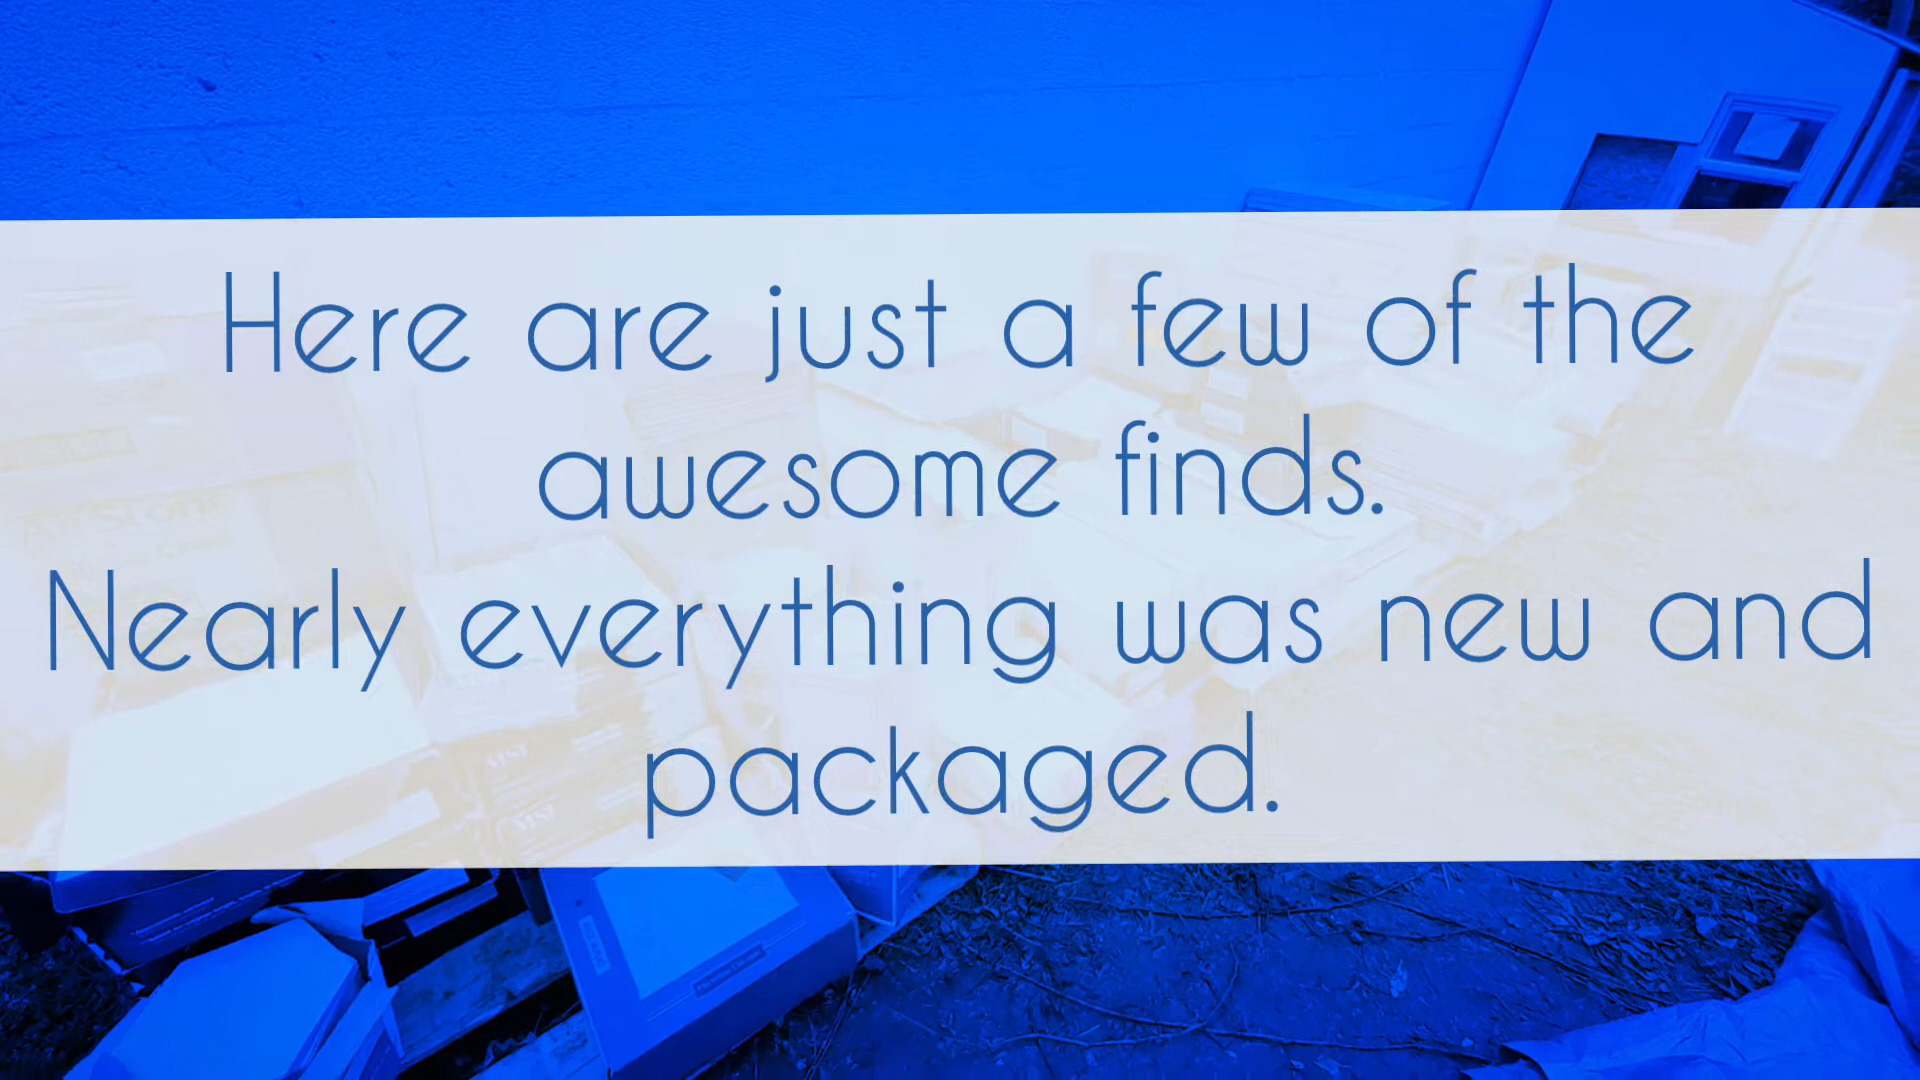 Here are just a few of the
awesome finds.
Nearly everything was new and
packaged.